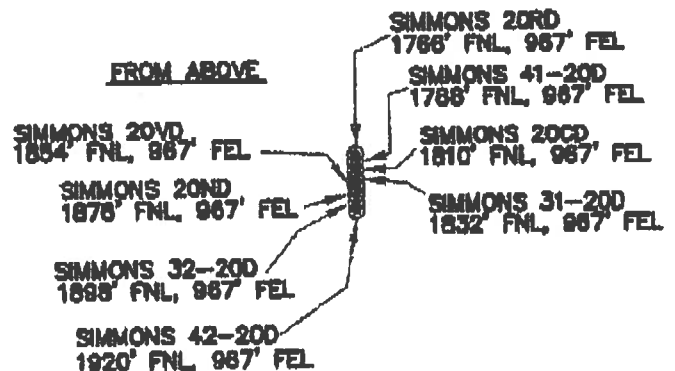 SIMMONS 20RD
1766' FNL, 967' FEL
FROM ABOVE
SIMMONS 41-20D
1788' FNL, 967' FEL
SIMMONS 20VD
1854' FNL, 967' FEL
SIMMONS 20CD
1810' FNL, 967' FEL
SIMMONS 20ND
1876' FNL, 967' FEL
SIMMONS 31-20D
1832' FNL, 967' FEL
SIMMONS 32-20D
1898' FNL, 967' FEL
SIMMONS 42-20D
1920' FNL, 967' FEL